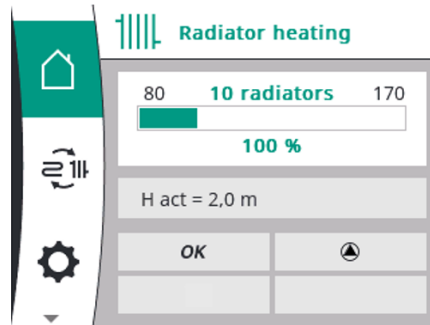 Radiator heating
80 10 radiators 170
100 %
H act = 2,0 m
OK